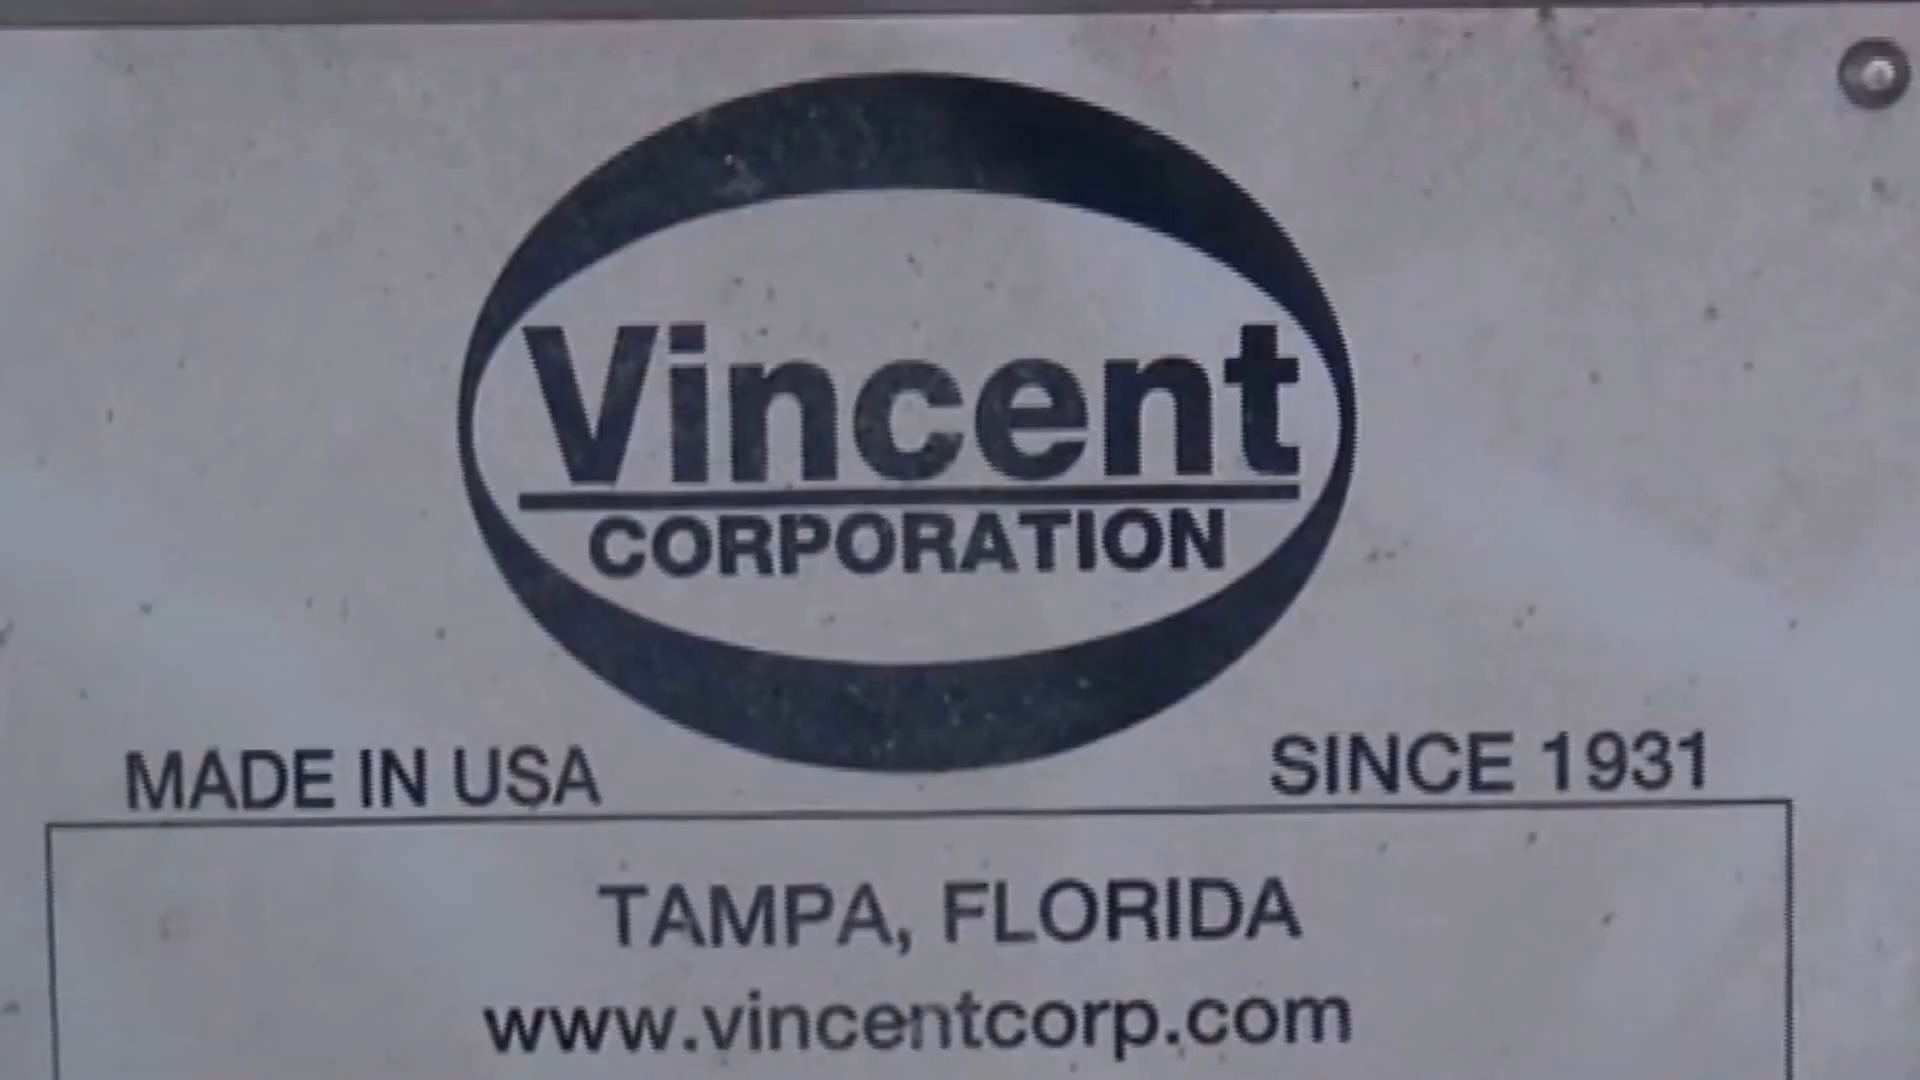 Vincent
CORPORATION
MADE IN USA
SINCE 1931
TAMPA, FLORIDA
www.vincentcorp.com